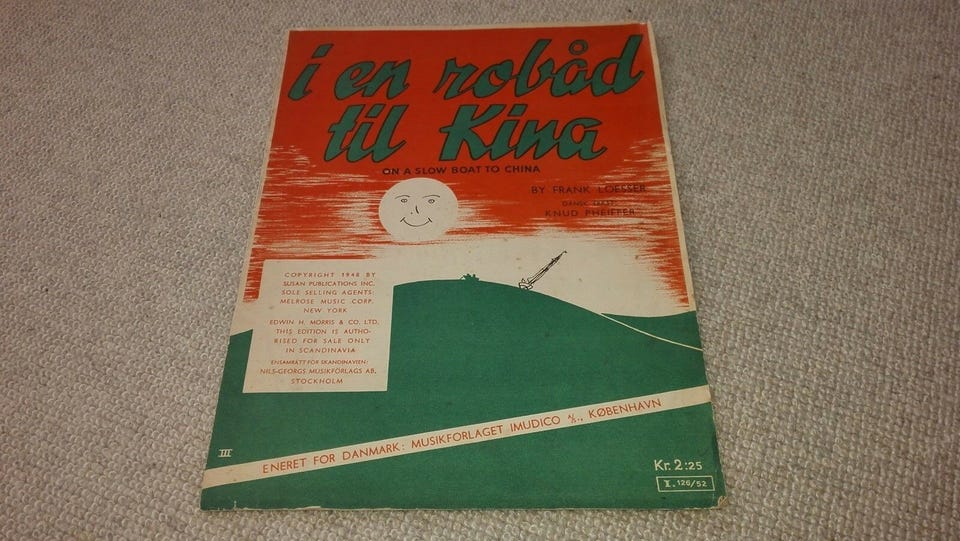 i en robåd
til Kina
ON A SLOW BOAT TO CHINA
BY FRANK LOESSER
DANSK TEKST:
KNUD PHEIFFER
COPYRIGHT 1948 BY
SUSAN PUBLICATIONS INC.
SOLE SELLING AGENTS:
MELROSE MUSIC CORP.
NEW YORK
EDWIN H. MORRIS & CO. LTD.
THIS EDITION IS AUTHO-
RISED FOR SALE ONLY
IN SCANDINAVIA
ENSAMRÄTT FÖR SKANDINAVIEN:
NILS-GEORGS MUSIKFÖRLAGS AB.
STOCKHOLM
III
ENERET FOR DANMARK: MUSIKFORLAGET IMUDICO A/S., KØBENHAVN
Kr. 2:25
I. 126/52